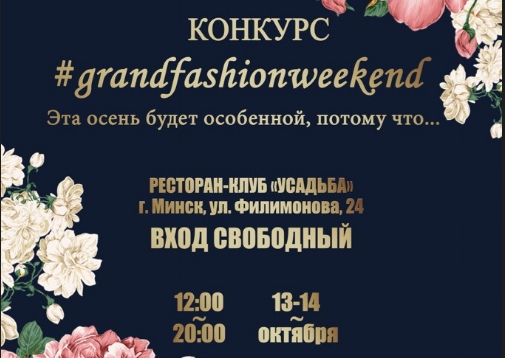 КОНКУРС
#grandfashionweekend
Эта осень будет особенной, потому что...
РЕСТОРАН-КЛУБ «УСАДЬБА»
г. Минск, ул. Филимонова, 24
ВХОД СВОБОДНЫЙ
12:00 ~ 20:00
13-14 ~ октября